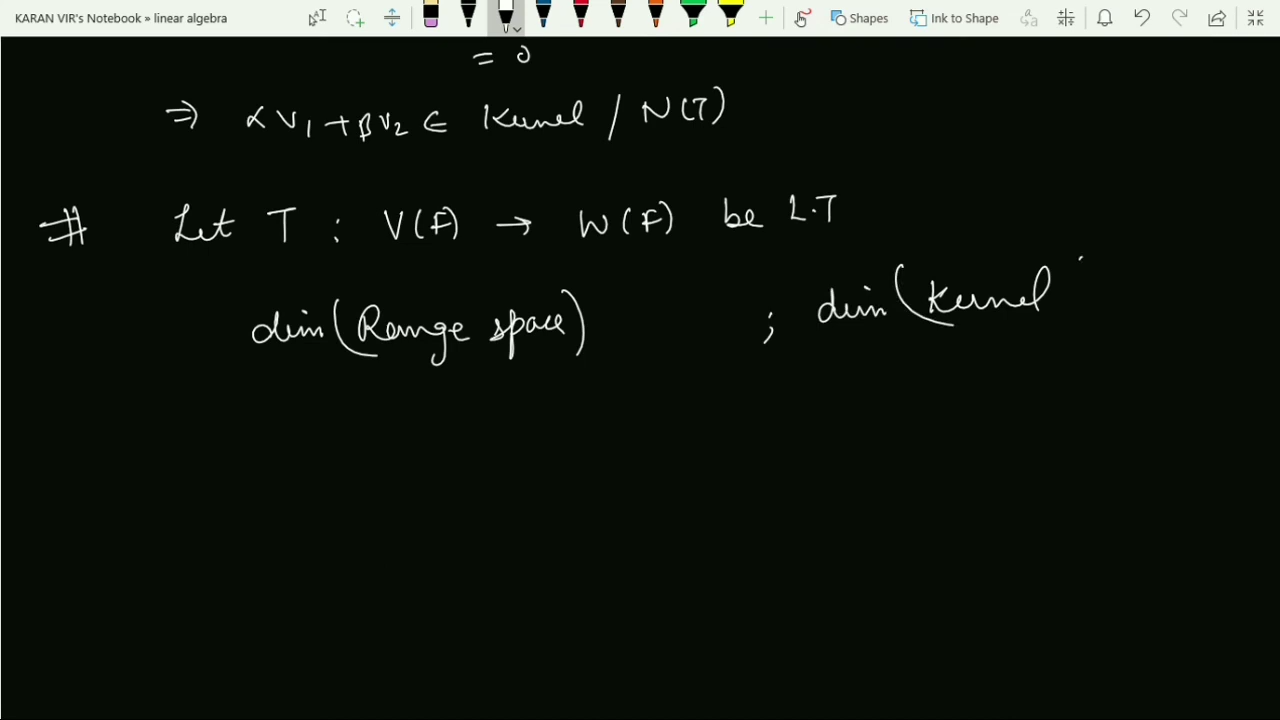 KARAN VIR's Notebook » linear algebra
Shapes
Ink to Shape
= 0
⇒ αv₁ + βv₂ ∈ Kernel / N(T)
# Let T : V(F) → W(F) be L.T
dim(Range space) ; dim(Kernel